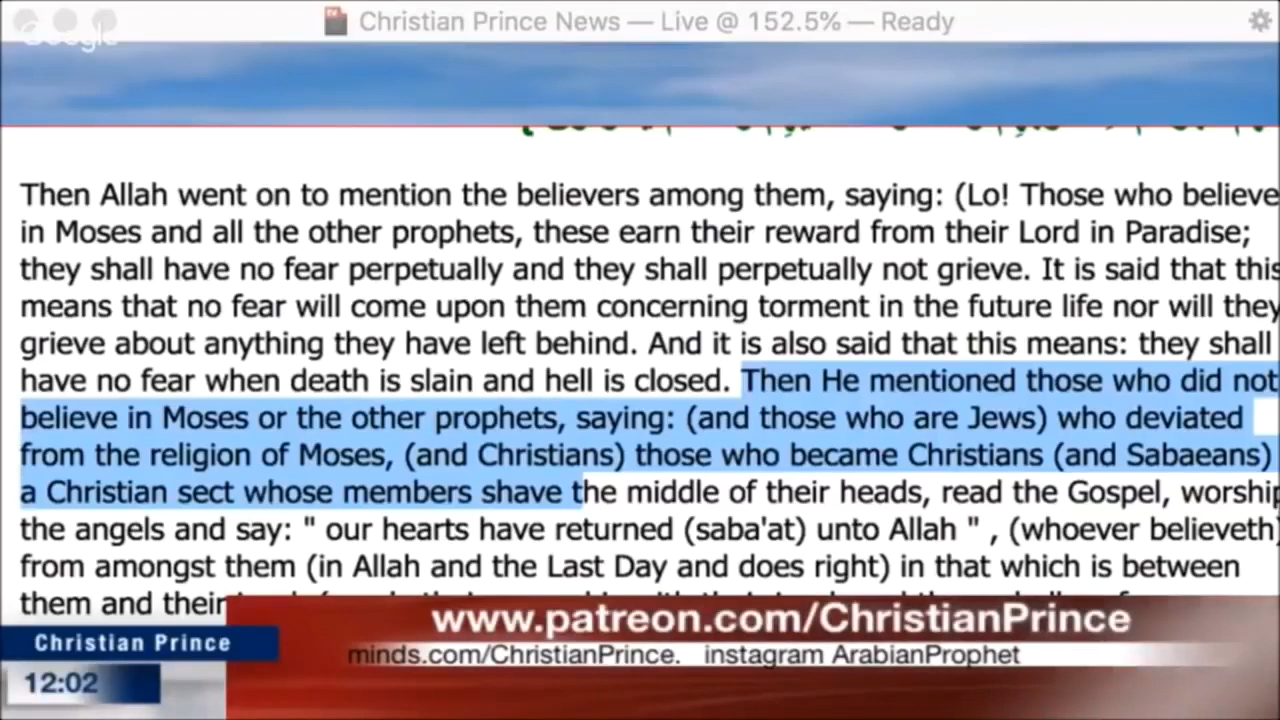 Christian Prince News — Live @ 152.5% — Ready
Google
Then Allah went on to mention the believers among them, saying: (Lo! Those who believe
in Moses and all the other prophets, these earn their reward from their Lord in Paradise;
they shall have no fear perpetually and they shall perpetually not grieve. It is said that this
means that no fear will come upon them concerning torment in the future life nor will they
grieve about anything they have left behind. And it is also said that this means: they shall
have no fear when death is slain and hell is closed. Then He mentioned those who did not
believe in Moses or the other prophets, saying: (and those who are Jews) who deviated
from the religion of Moses, (and Christians) those who became Christians (and Sabaeans)
a Christian sect whose members shave the middle of their heads, read the Gospel, worship
the angels and say: " our hearts have returned (saba'at) unto Allah " , (whoever believeth)
from amongst them (in Allah and the Last Day and does right) in that which is between
them and their
www.patreon.com/ChristianPrince
Christian Prince
minds.com/ChristianPrince. instagram ArabianProphet
12:02